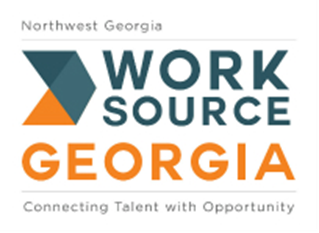 Northwest Georgia
WORK
SOURCE
GEORGIA
Connecting Talent with Opportunity